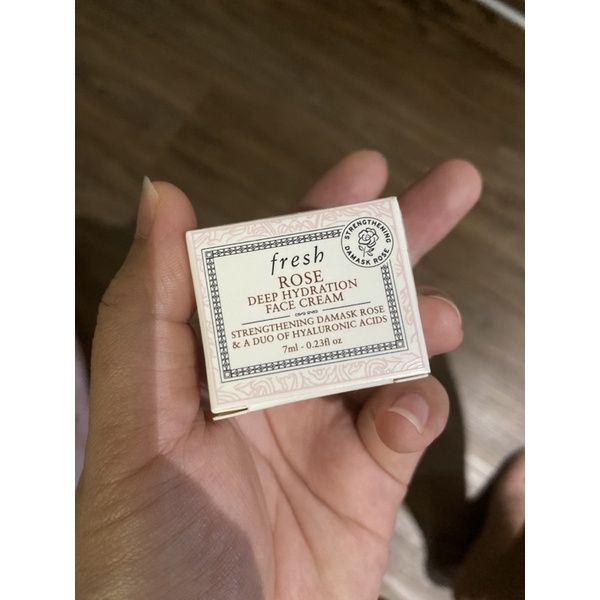 fresh
ROSE
DEEP HYDRATION
FACE CREAM
STRENGTHENING DAMASK ROSE
& A DUO OF HYALURONIC ACIDS
7ml - 0.23fl oz
STRENGTHENING
DAMASK ROSE